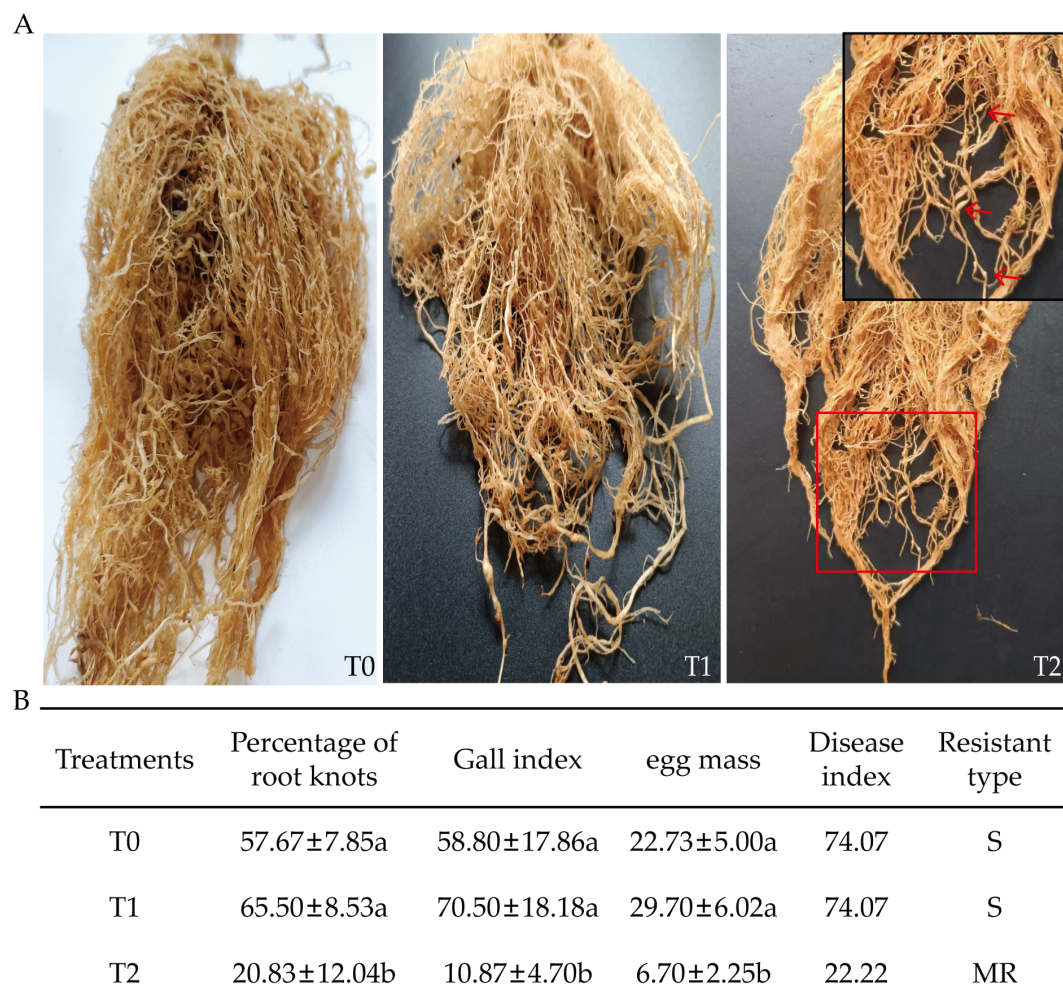 A
T0
T1
T2
B
Treatments Percentage of root knots Gall index egg mass Disease index Resistant type
T0 57.67±7.85a 58.80±17.86a 22.73±5.00a 74.07 S
T1 65.50±8.53a 70.50±18.18a 29.70±6.02a 74.07 S
T2 20.83±12.04b 10.87±4.70b 6.70±2.25b 22.22 MR